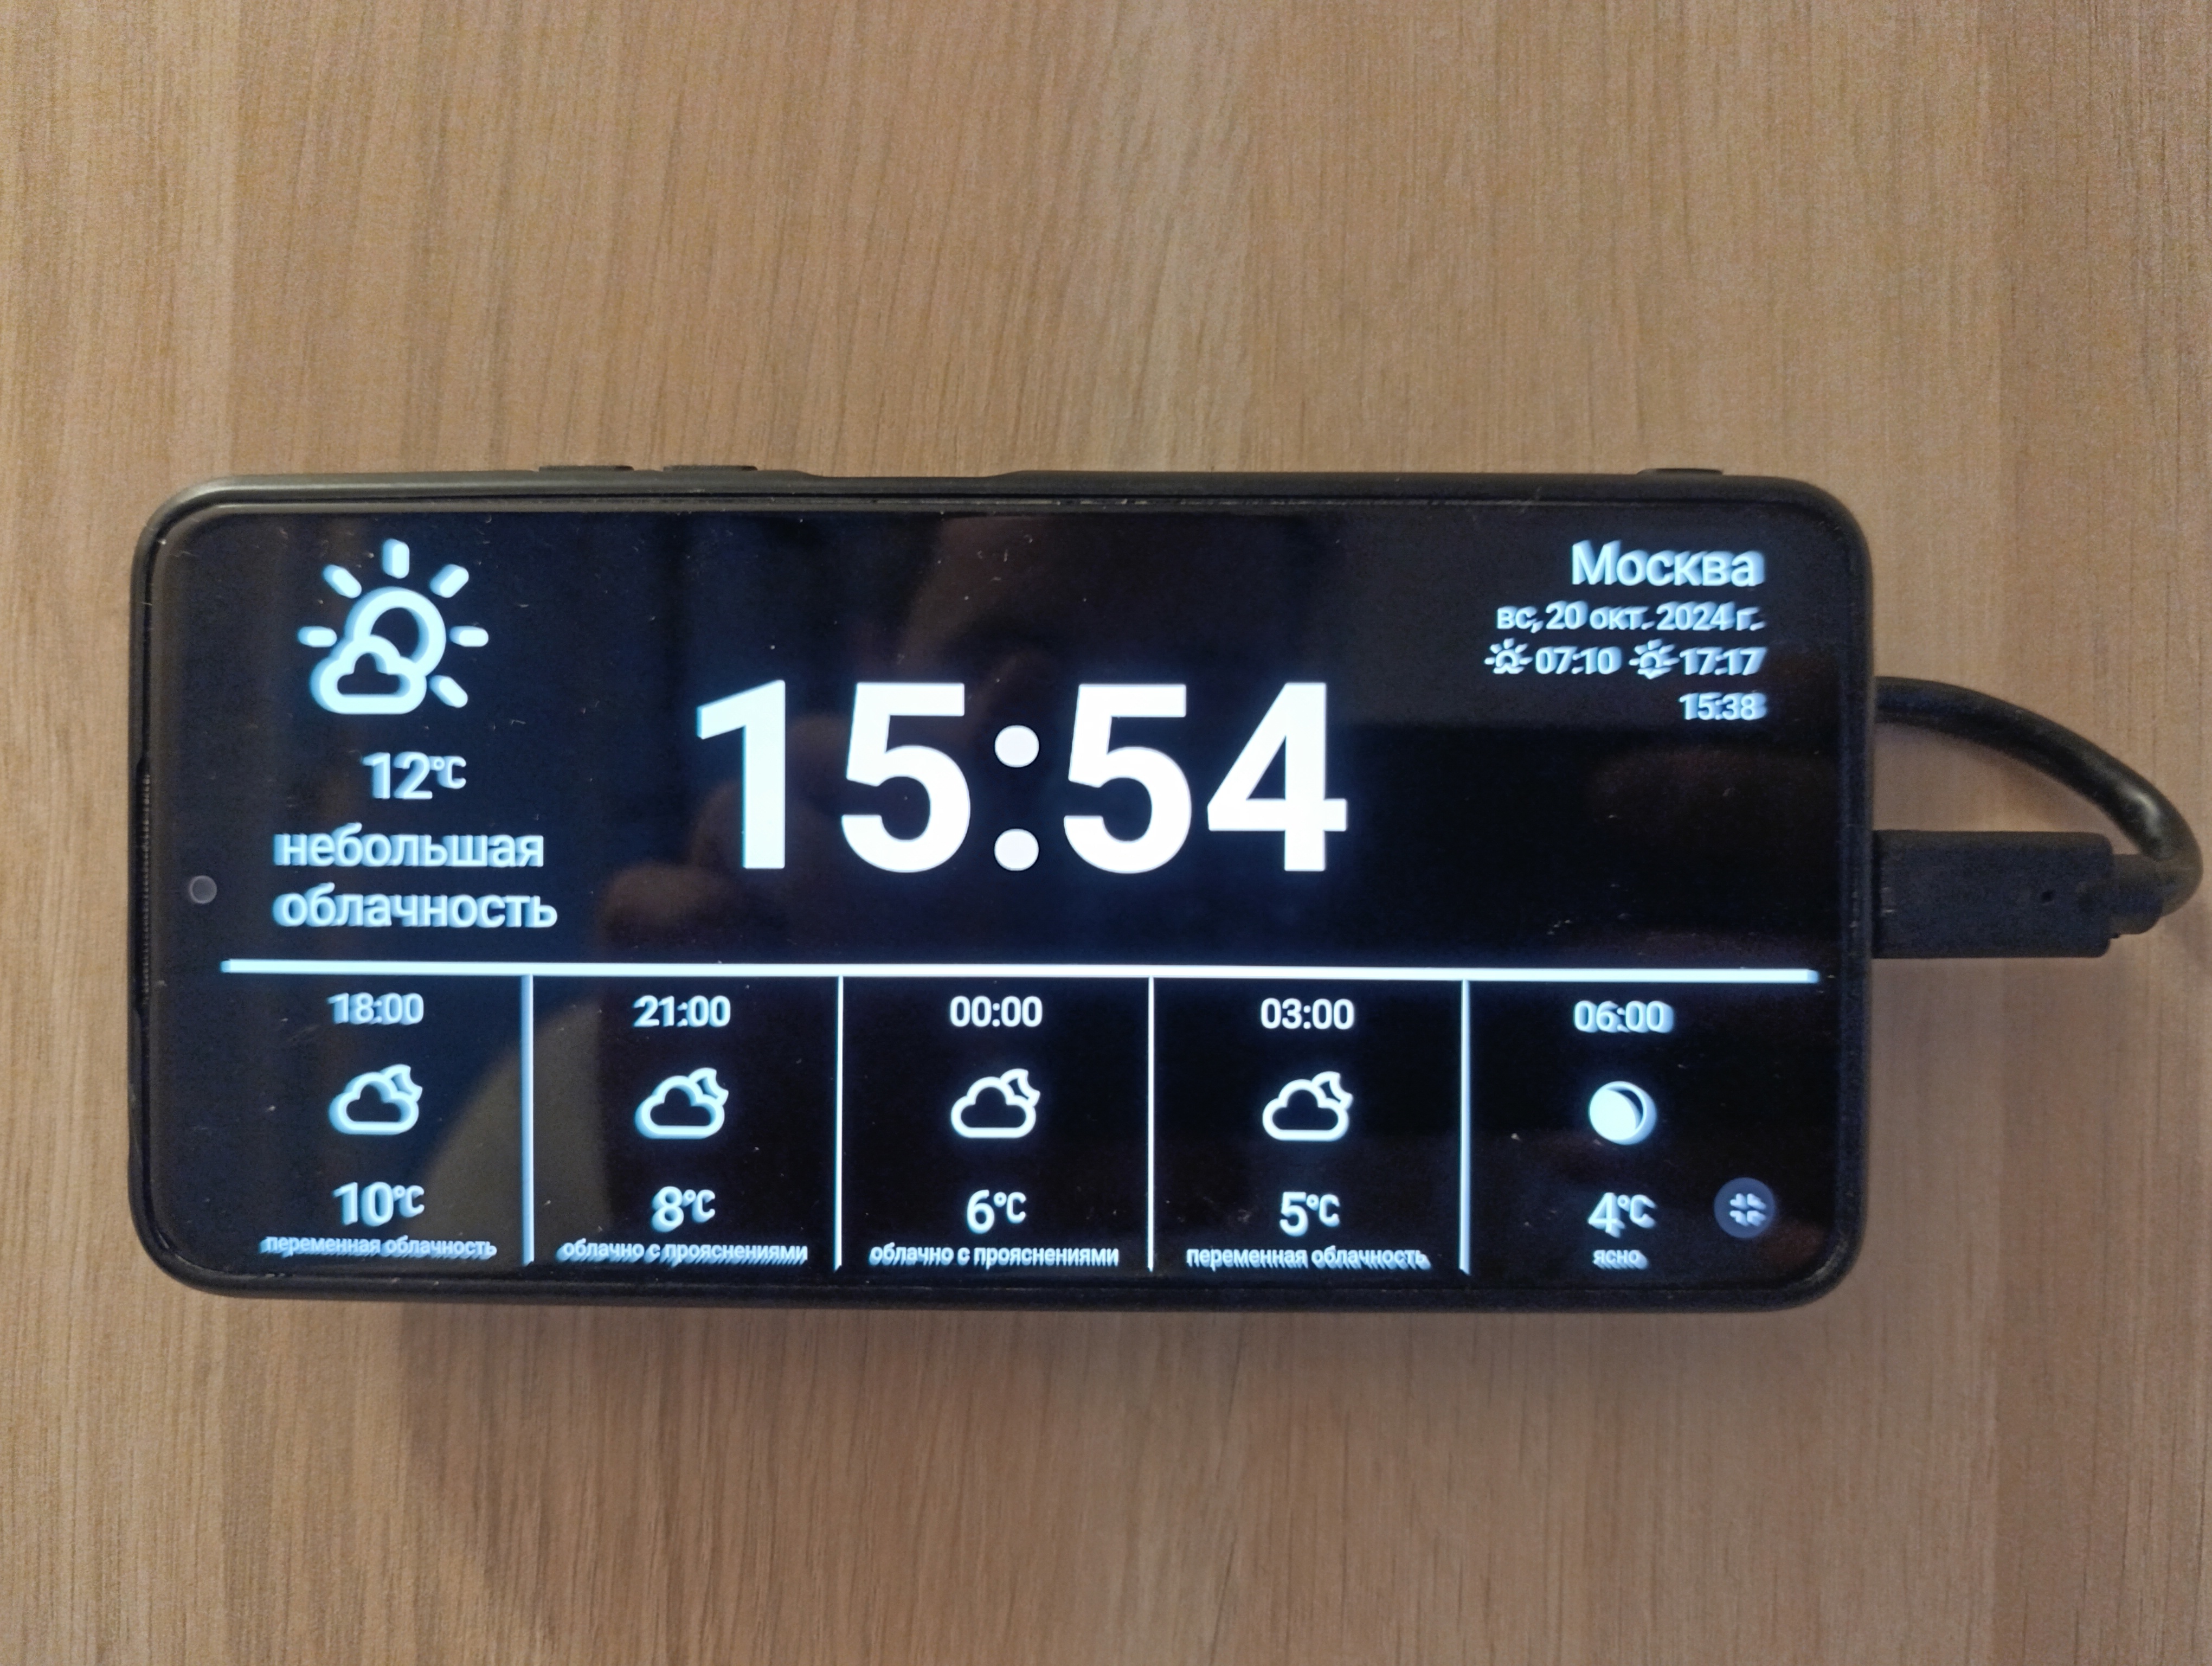 Москва
вс, 20 окт. 2024 г.
07:10 17:17
15:38
12°C
небольшая
облачность
15:54
18:00 21:00 00:00 03:00 06:00
10°C 8°C 6°C 5°C 4°C
переменная облачность облачно с прояснениями облачно с прояснениями переменная облачность ясно